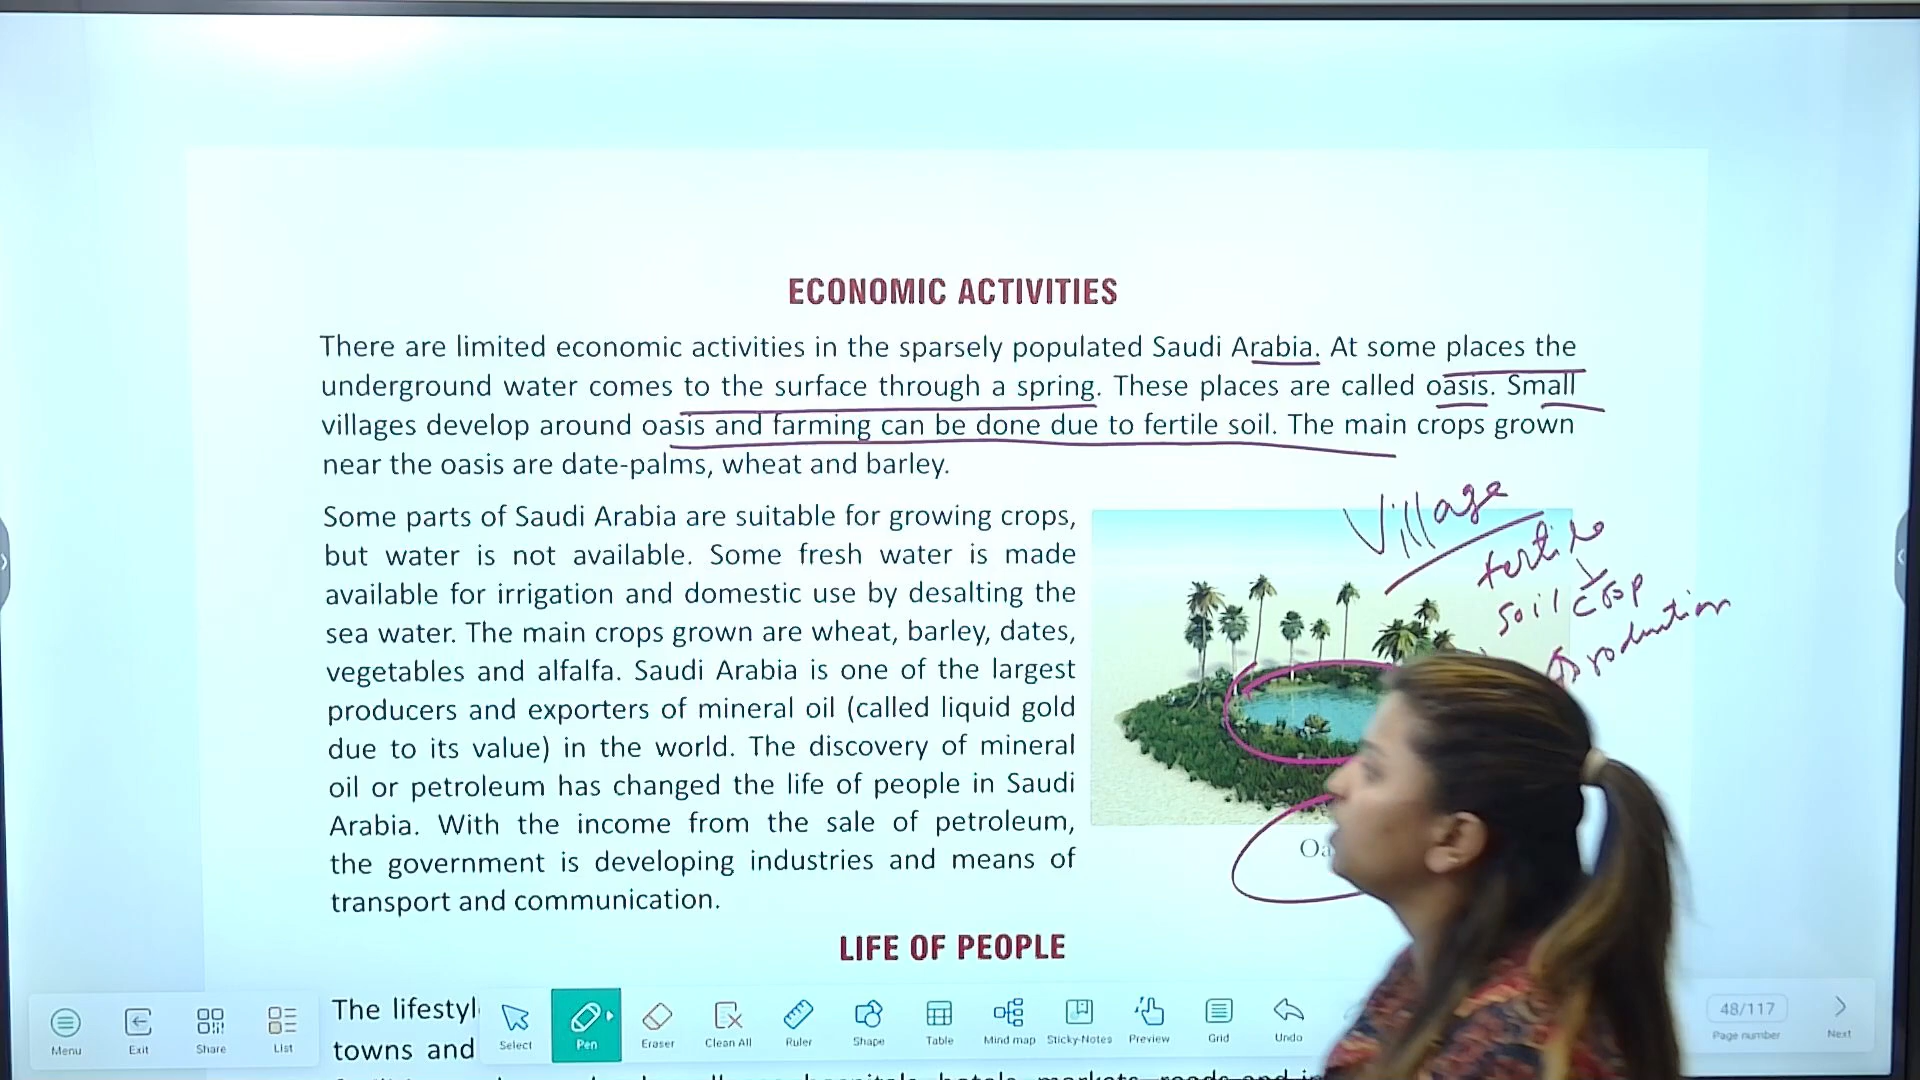 ECONOMIC ACTIVITIES
There are limited economic activities in the sparsely populated Saudi Arabia. At some places the
underground water comes to the surface through a spring. These places are called oasis. Small
villages develop around oasis and farming can be done due to fertile soil. The main crops grown
near the oasis are date-palms, wheat and barley.
Some parts of Saudi Arabia are suitable for growing crops,
but water is not available. Some fresh water is made
available for irrigation and domestic use by desalting the
sea water. The main crops grown are wheat, barley, dates,
vegetables and alfalfa. Saudi Arabia is one of the largest
producers and exporters of mineral oil (called liquid gold
due to its value) in the world. The discovery of mineral
oil or petroleum has changed the life of people in Saudi
Arabia. With the income from the sale of petroleum,
the government is developing industries and means of
transport and communication.
Village
fertile
soil crop
production
LIFE OF PEOPLE
The
towns and
Menu Exit Share List Select Pen Eraser Clean All Ruler Shape Table Mind map Sticky-Notes Preview Grid Undo
48/117
Page number Next